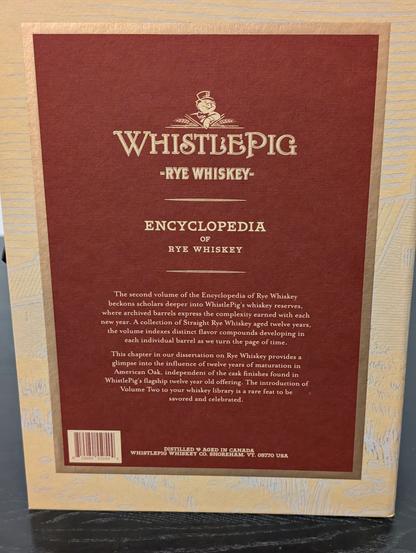 WHISTLEPIG
-RYE WHISKEY-
ENCYCLOPEDIA
OF
RYE WHISKEY
The second volume of the Encyclopedia of Rye Whiskey
beckons scholars deeper into WhistlePig's whiskey reserves,
where archived barrels express the complexity earned with each
new year. A collection of Straight Rye Whiskey aged twelve years,
the volume indexes distinct flavor compounds developing in
each individual barrel as we turn the page of time.
This chapter in our dissertation on Rye Whiskey provides a
glimpse into the influence of twelve years of maturation in
American Oak, independent of the cask finishes found in
WhistlePig's flagship twelve year old offering. The introduction of
Volume Two to your whiskey library is a rare feat to be
savored and celebrated.
DISTILLED & AGED IN CANADA
WHISTLEPIG WHISKEY CO. SHOREHAM, VT. 05770 USA